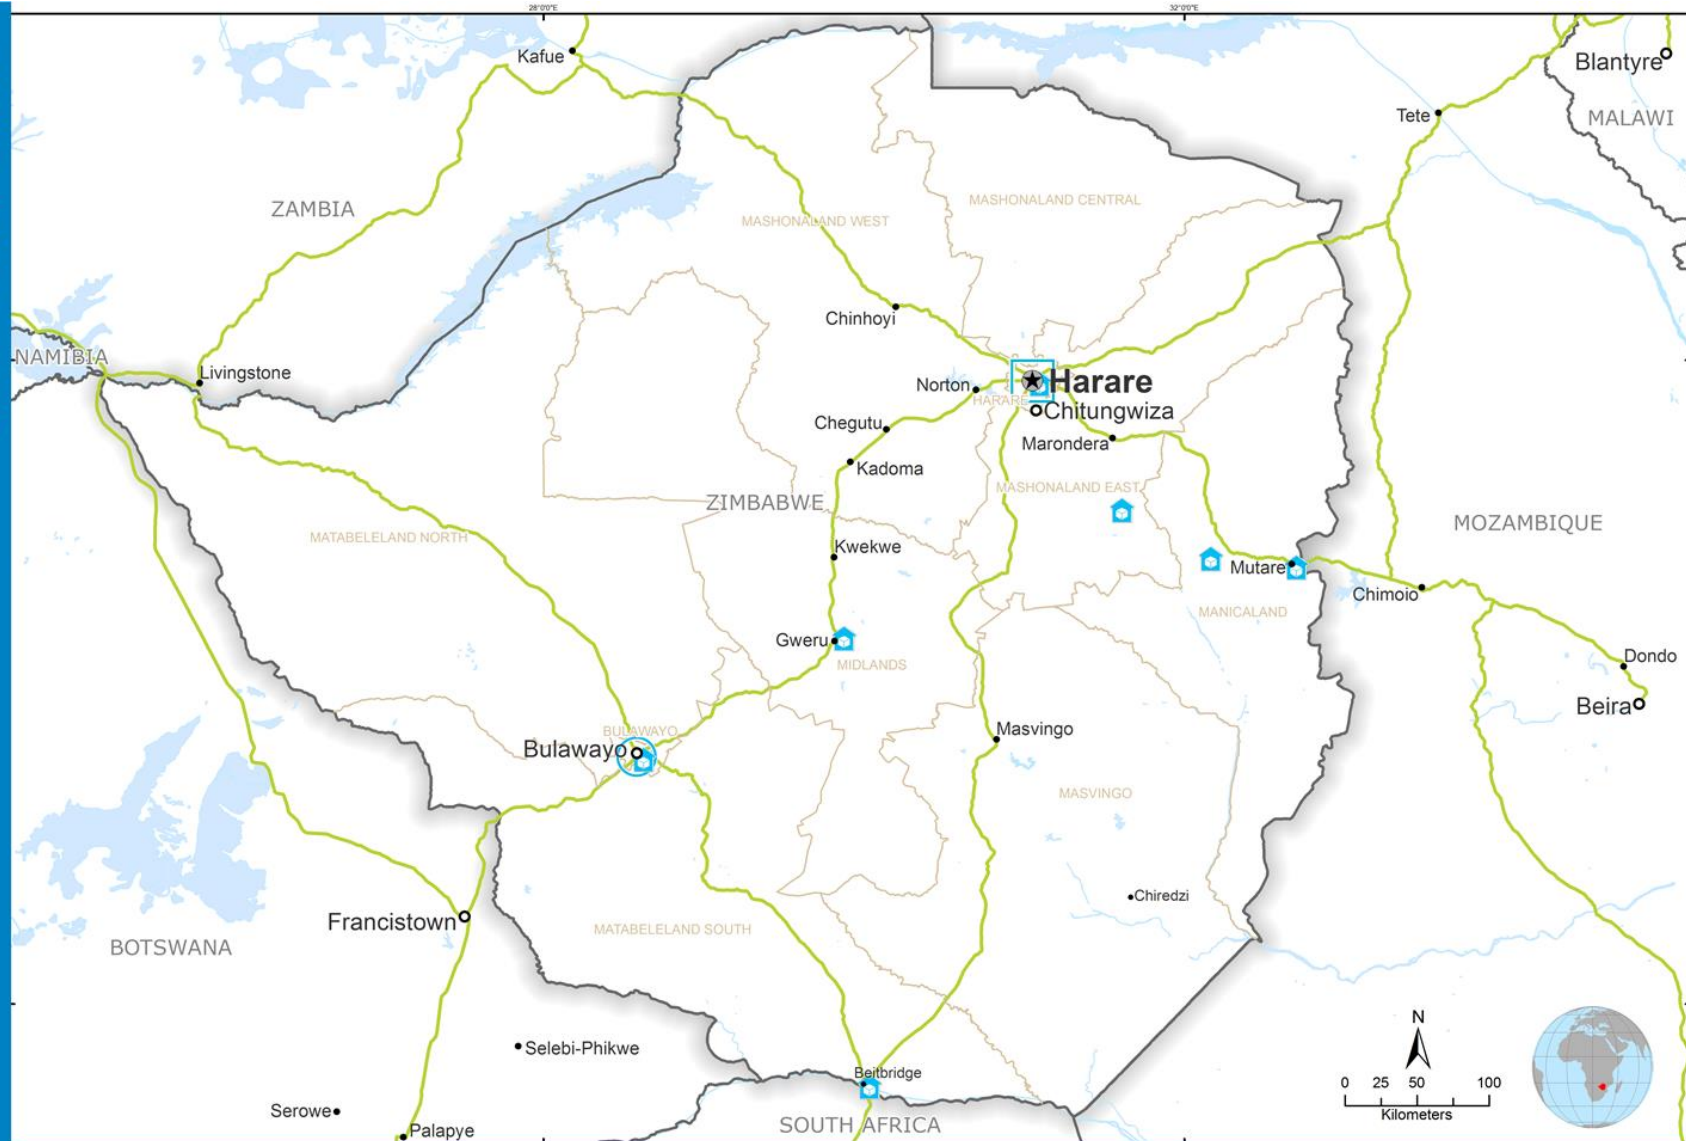 28°0'0"E
32°0'0"E
Kafue
Blantyre
Tete
MALAWI
ZAMBIA
MASHONALAND CENTRAL
MASHONALAND WEST
Chinhoyi
NAMIBIA
Livingstone
Norton
Harare
HARARE
Chitungwiza
Chegutu
Marondera
Kadoma
MASHONALAND EAST
ZIMBABWE
MOZAMBIQUE
MATABELELAND NORTH
Kwekwe
Mutare
Chimoio
MANICALAND
Gweru
MIDLANDS
Dondo
Beira
BULAWAYO
Masvingo
Bulawayo
MASVINGO
Chiredzi
Francistown
MATABELELAND SOUTH
BOTSWANA
N
Selebi-Phikwe
Beitbridge
0 25 50 100
Kilometers
Serowe
SOUTH AFRICA
Palapye